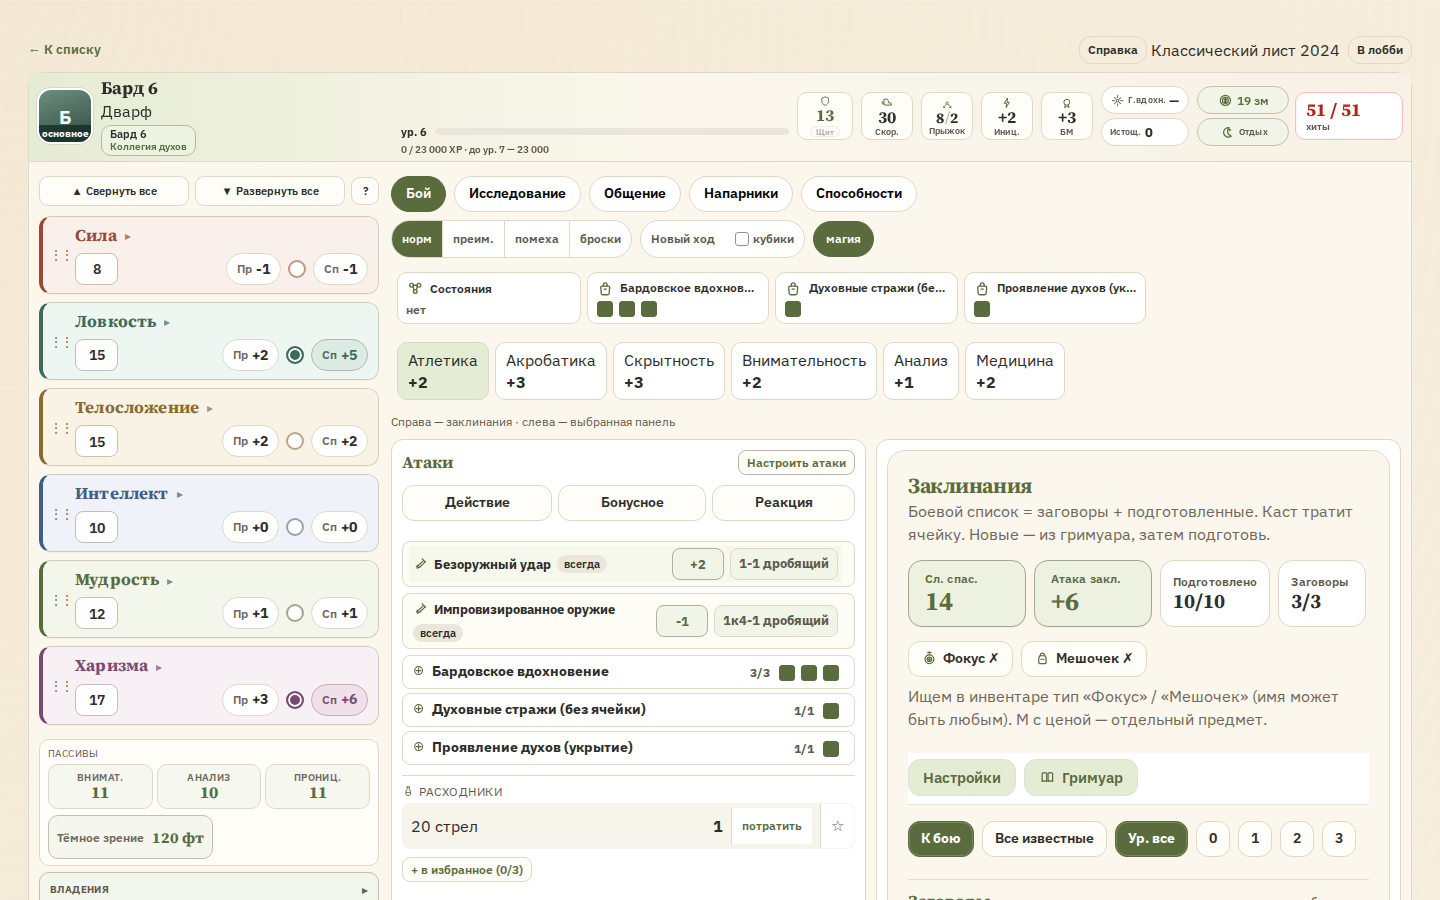 ← К списку
Справка Классический лист 2024 В лобби
Б
основное
Бард 6
Дварф
Бард 6
Коллегия духов
ур. 6
0 / 23 000 XP · до ур. 7 — 23 000
13
Щит
30
Скор.
8/2
Прыжок
+2
Иниц.
+3
БМ
Г.вдохн. —
Истощ. 0
19 зм
Отдых
51 / 51
хиты
▲ Свернуть все ▼ Развернуть все ?
Сила ▸
8 Пр -1 Сп -1
Ловкость ▸
15 Пр +2 Сп +5
Телосложение ▸
15 Пр +2 Сп +2
Интеллект ▸
10 Пр +0 Сп +0
Мудрость ▸
12 Пр +1 Сп +1
Харизма ▸
17 Пр +3 Сп +6
ПАССИВЫ
ВНИМАТ. АНАЛИЗ ПРОНИЦ.
11 10 11
Тёмное зрение 120 фт
ВЛАДЕНИЯ ▸
Бой Исследование Общение Напарники Способности
норм преим. помеха броски Новый ход кубики магия
Состояния
нет
Бардовское вдохнов…
Духовные стражи (бе…
Проявление духов (ук…
Атлетика Акробатика Скрытность Внимательность Анализ Медицина
+2 +3 +3 +2 +1 +2
Справа — заклинания · слева — выбранная панель
Атаки Настроить атаки
Действие Бонусное Реакция
Безоружный удар всегда +2 1-1 дробящий
Импровизированное оружие
всегда
-1 1к4-1 дробящий
Бардовское вдохновение 3/3
Духовные стражи (без ячейки) 1/1
Проявление духов (укрытие) 1/1
РАСХОДНИКИ
20 стрел 1 потратить ☆
+ в избранное (0/3)
Заклинания
Боевой список = заговоры + подготовленные. Каст тратит
ячейку. Новые — из гримуара, затем подготовь.
Сл. спас. Атака закл. Подготовлено Заговоры
14 +6 10/10 3/3
Фокус ✗ Мешочек ✗
Ищем в инвентаре тип «Фокус» / «Мешочек» (имя может
быть любым). М с ценой — отдельный предмет.
Настройки Гримуар
К бою Все известные Ур. все 0 1 2 3